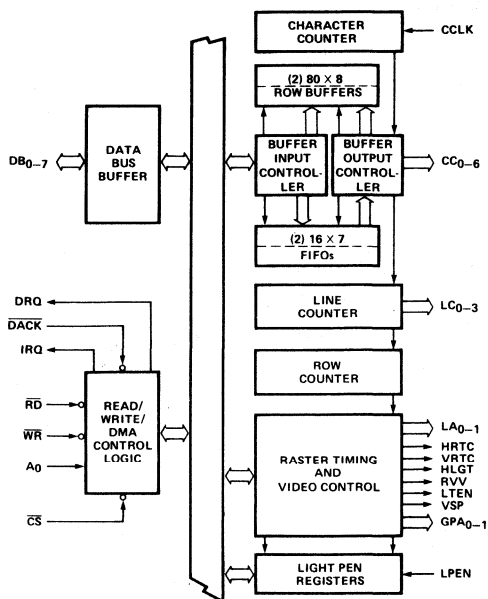 CHARACTER
COUNTER
CCLK
(2) 80 × 8
ROW BUFFERS
DB0–7
DATA
BUS
BUFFER
BUFFER
INPUT
CONTROL-
LER
BUFFER
OUTPUT
CONTROL-
LER
CC0–6
(2) 16 × 7
FIFOs
DRQ
DACK
IRQ
RD
WR
A0
CS
READ/
WRITE/
DMA
CONTROL
LOGIC
LINE
COUNTER
LC0–3
ROW
COUNTER
RASTER TIMING
AND
VIDEO CONTROL
LA0–1
HRTC
VRTC
HLGT
RVV
LTEN
VSP
GPA0–1
LIGHT PEN
REGISTERS
LPEN